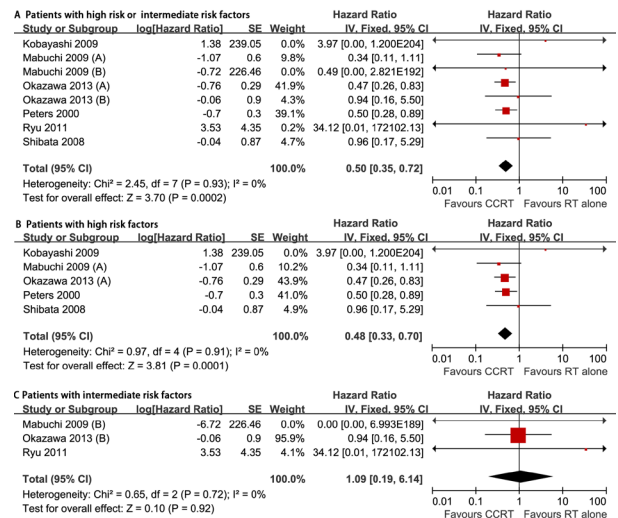 A Patients with high risk or intermediate risk factors Hazard Ratio Hazard Ratio
Study or Subgroup log[Hazard Ratio] SE Weight IV, Fixed, 95% CI IV, Fixed, 95% CI
Kobayashi 2009 1.38 239.05 0.0% 3.97 [0.00, 1.200E204]
Mabuchi 2009 (A) -1.07 0.6 9.8% 0.34 [0.11, 1.11]
Mabuchi 2009 (B) -0.72 226.46 0.0% 0.49 [0.00, 2.821E192]
Okazawa 2013 (A) -0.76 0.29 41.9% 0.47 [0.26, 0.83]
Okazawa 2013 (B) -0.06 0.9 4.3% 0.94 [0.16, 5.50]
Peters 2000 -0.7 0.3 39.1% 0.50 [0.28, 0.89]
Ryu 2011 3.53 4.35 0.2% 34.12 [0.01, 172102.13]
Shibata 2008 -0.04 0.87 4.7% 0.96 [0.17, 5.29]
Total (95% CI) 100.0% 0.50 [0.35, 0.72]
Heterogeneity: Chi² = 2.45, df = 7 (P = 0.93); I² = 0%
Test for overall effect: Z = 3.70 (P = 0.0002)
0.01 0.1 1 10 100
Favours CCRT Favours RT alone
B Patients with high risk factors Hazard Ratio Hazard Ratio
Study or Subgroup log[Hazard Ratio] SE Weight IV, Fixed, 95% CI IV, Fixed, 95% CI
Kobayashi 2009 1.38 239.05 0.0% 3.97 [0.00, 1.200E204]
Mabuchi 2009 (A) -1.07 0.6 10.2% 0.34 [0.11, 1.11]
Okazawa 2013 (A) -0.76 0.29 43.9% 0.47 [0.26, 0.83]
Peters 2000 -0.7 0.3 41.0% 0.50 [0.28, 0.89]
Shibata 2008 -0.04 0.87 4.9% 0.96 [0.17, 5.29]
Total (95% CI) 100.0% 0.48 [0.33, 0.70]
Heterogeneity: Chi² = 0.97, df = 4 (P = 0.91); I² = 0%
Test for overall effect: Z = 3.81 (P = 0.0001)
0.01 0.1 1 10 100
Favours CCRT Favours RT alone
C Patients with intermediate risk factors Hazard Ratio Hazard Ratio
Study or Subgroup log[Hazard Ratio] SE Weight IV, Fixed, 95% CI IV, Fixed, 95% CI
Mabuchi 2009 (B) -6.72 226.46 0.0% 0.00 [0.00, 6.993E189]
Okazawa 2013 (B) -0.06 0.9 95.9% 0.94 [0.16, 5.50]
Ryu 2011 3.53 4.35 4.1% 34.12 [0.01, 172102.13]
Total (95% CI) 100.0% 1.09 [0.19, 6.14]
Heterogeneity: Chi² = 0.65, df = 2 (P = 0.72); I² = 0%
Test for overall effect: Z = 0.10 (P = 0.92)
0.01 0.1 1 10 100
Favours CCRT Favours RT alone